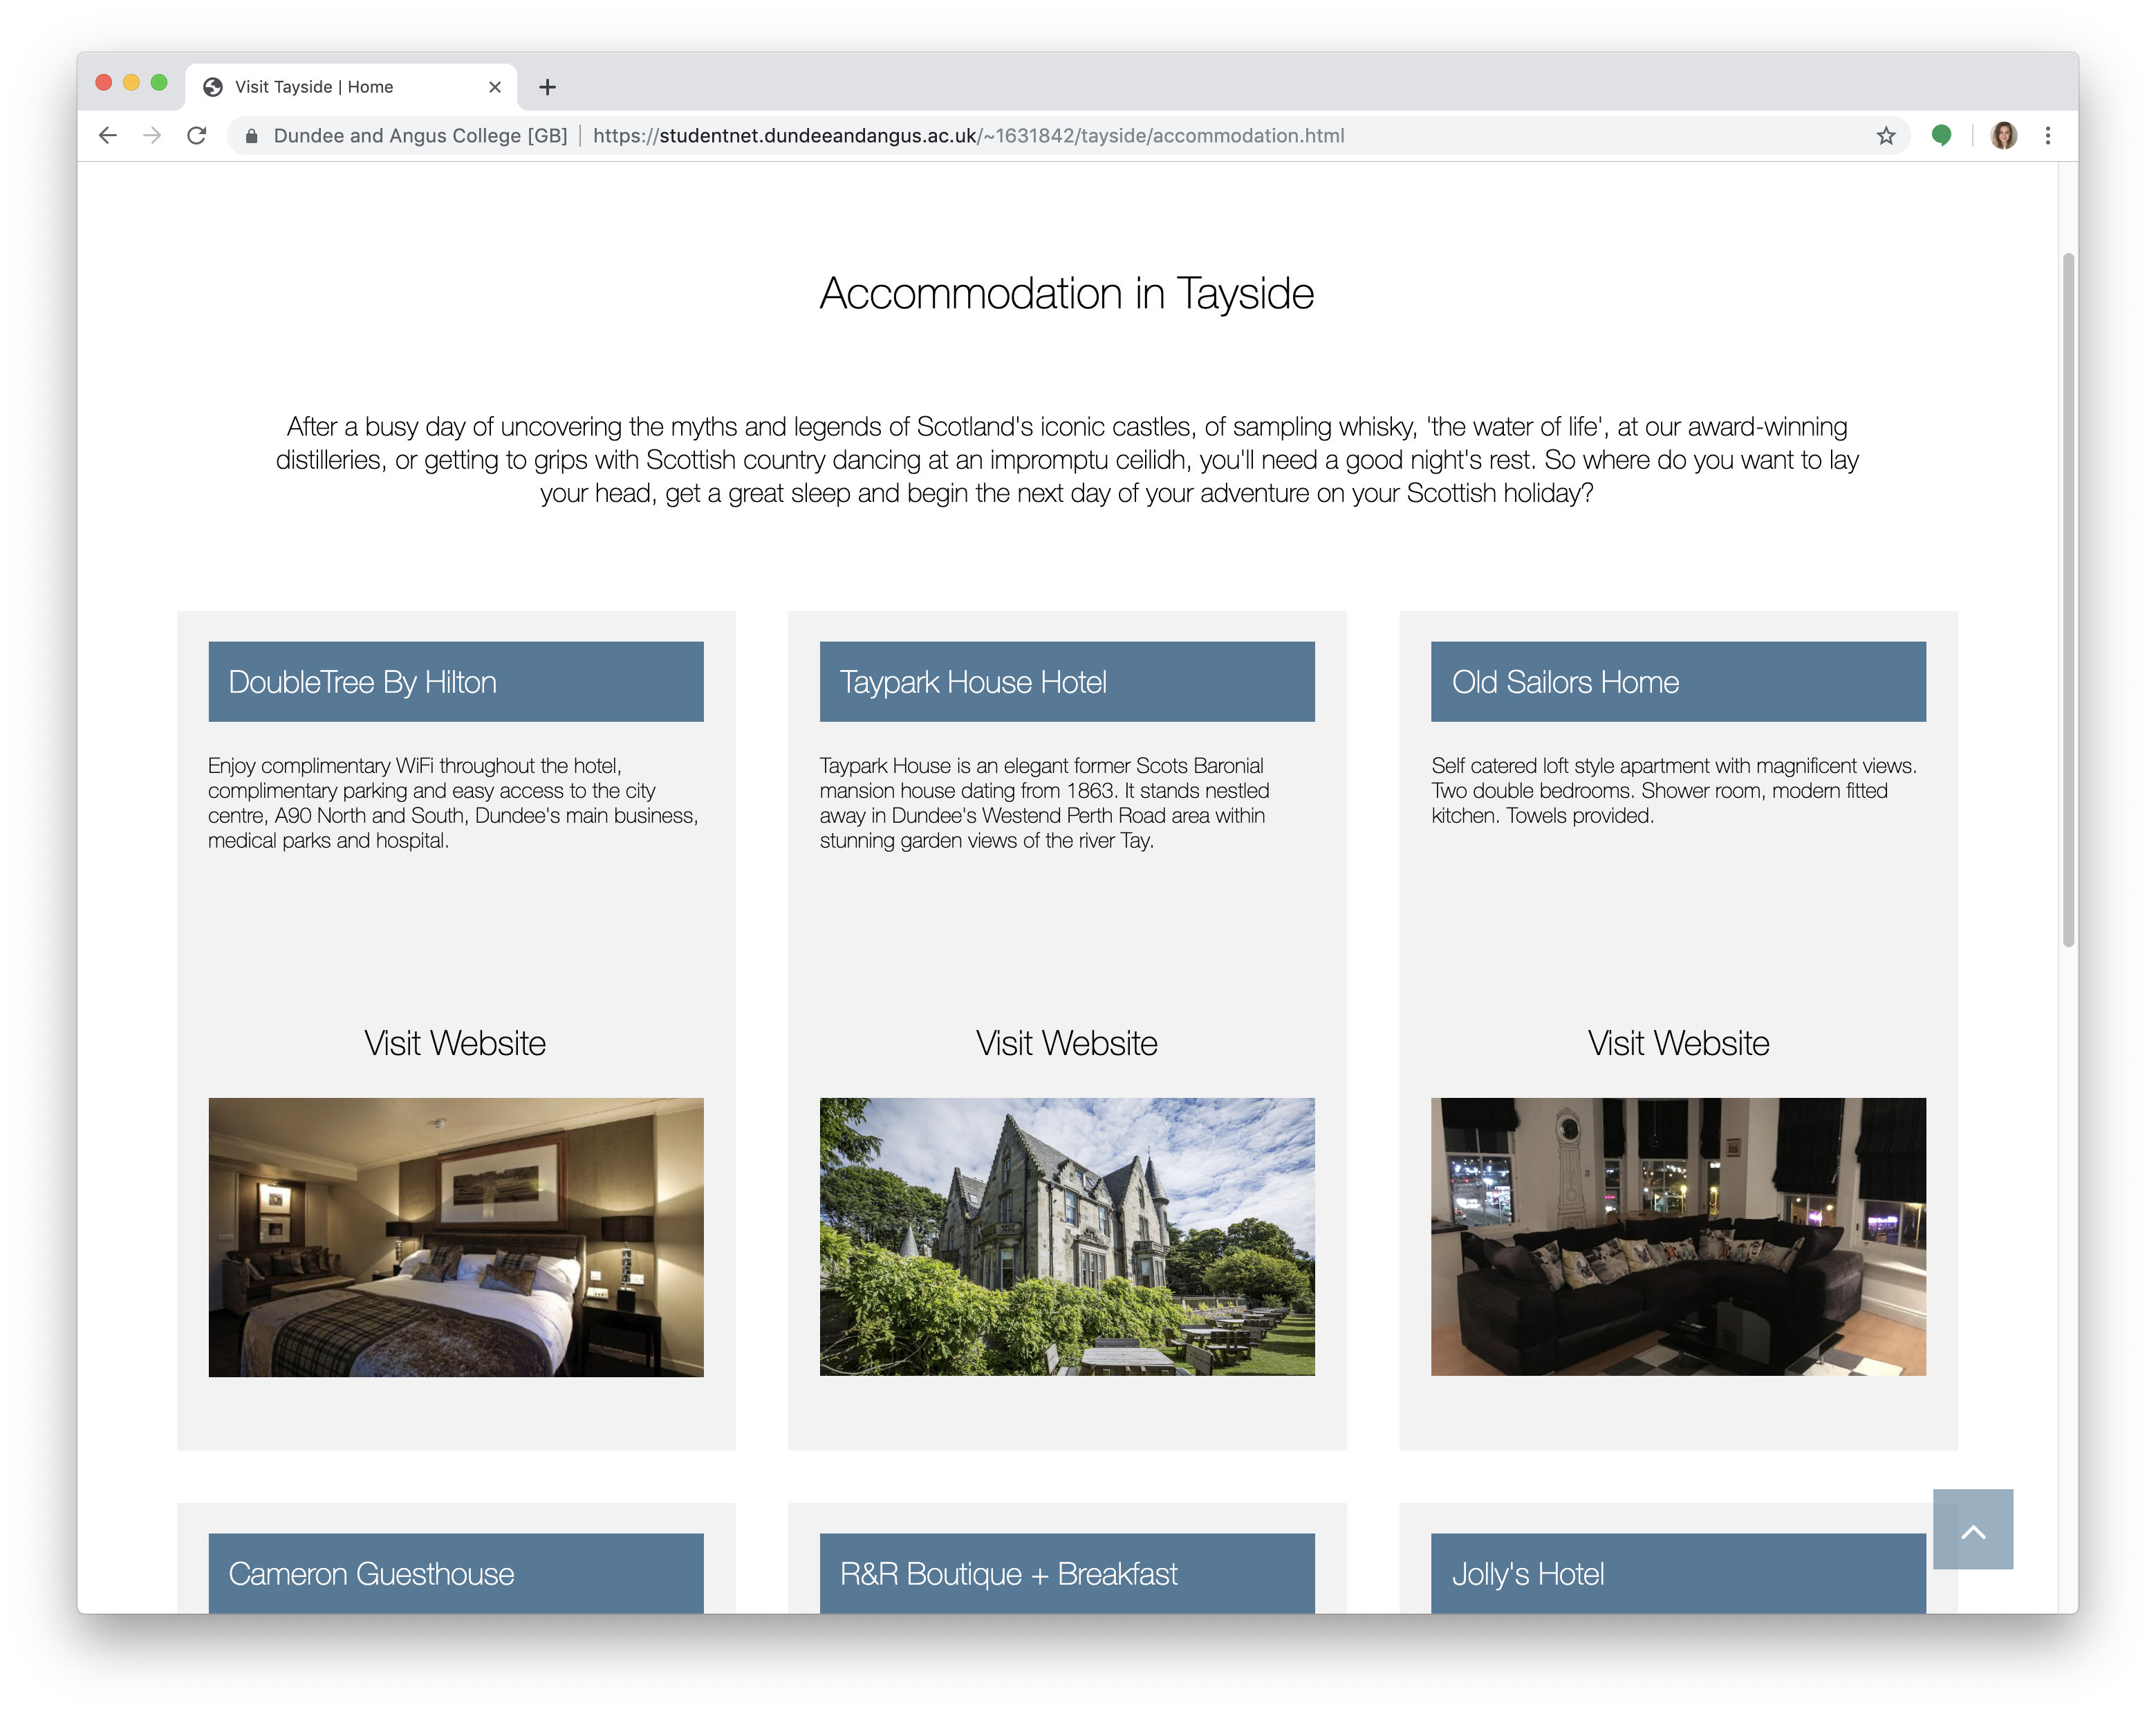 Visit Tayside | Home
Dundee and Angus College [GB] | https://studentnet.dundeeandangus.ac.uk/~1631842/tayside/accommodation.html
Accommodation in Tayside
After a busy day of uncovering the myths and legends of Scotland's iconic castles, of sampling whisky, 'the water of life', at our award-winning
distilleries, or getting to grips with Scottish country dancing at an impromptu ceilidh, you'll need a good night's rest. So where do you want to lay
your head, get a great sleep and begin the next day of your adventure on your Scottish holiday?
DoubleTree By Hilton
Enjoy complimentary WiFi throughout the hotel,
complimentary parking and easy access to the city
centre, A90 North and South, Dundee's main business,
medical parks and hospital.
Visit Website
Taypark House Hotel
Taypark House is an elegant former Scots Baronial
mansion house dating from 1863. It stands nestled
away in Dundee's Westend Perth Road area within
stunning garden views of the river Tay.
Visit Website
Old Sailors Home
Self catered loft style apartment with magnificent views.
Two double bedrooms. Shower room, modern fitted
kitchen. Towels provided.
Visit Website
Cameron Guesthouse
R&R Boutique + Breakfast
Jolly's Hotel